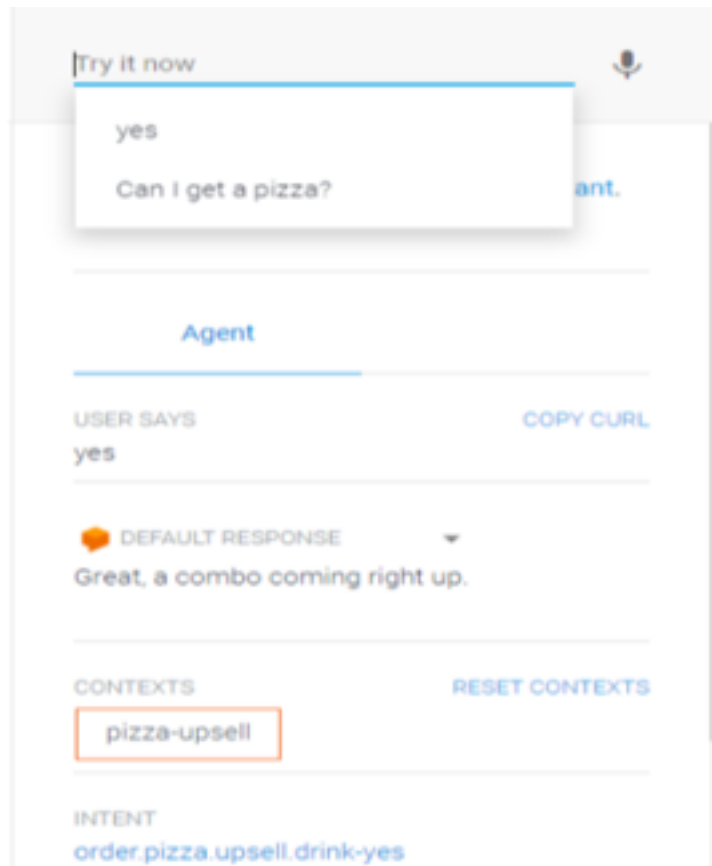 Try it now
yes
Can I get a pizza?
ant.
Agent
USER SAYS COPY CURL
yes
DEFAULT RESPONSE
Great, a combo coming right up.
CONTEXTS RESET CONTEXTS
pizza-upsell
INTENT
order.pizza.upsell.drink-yes